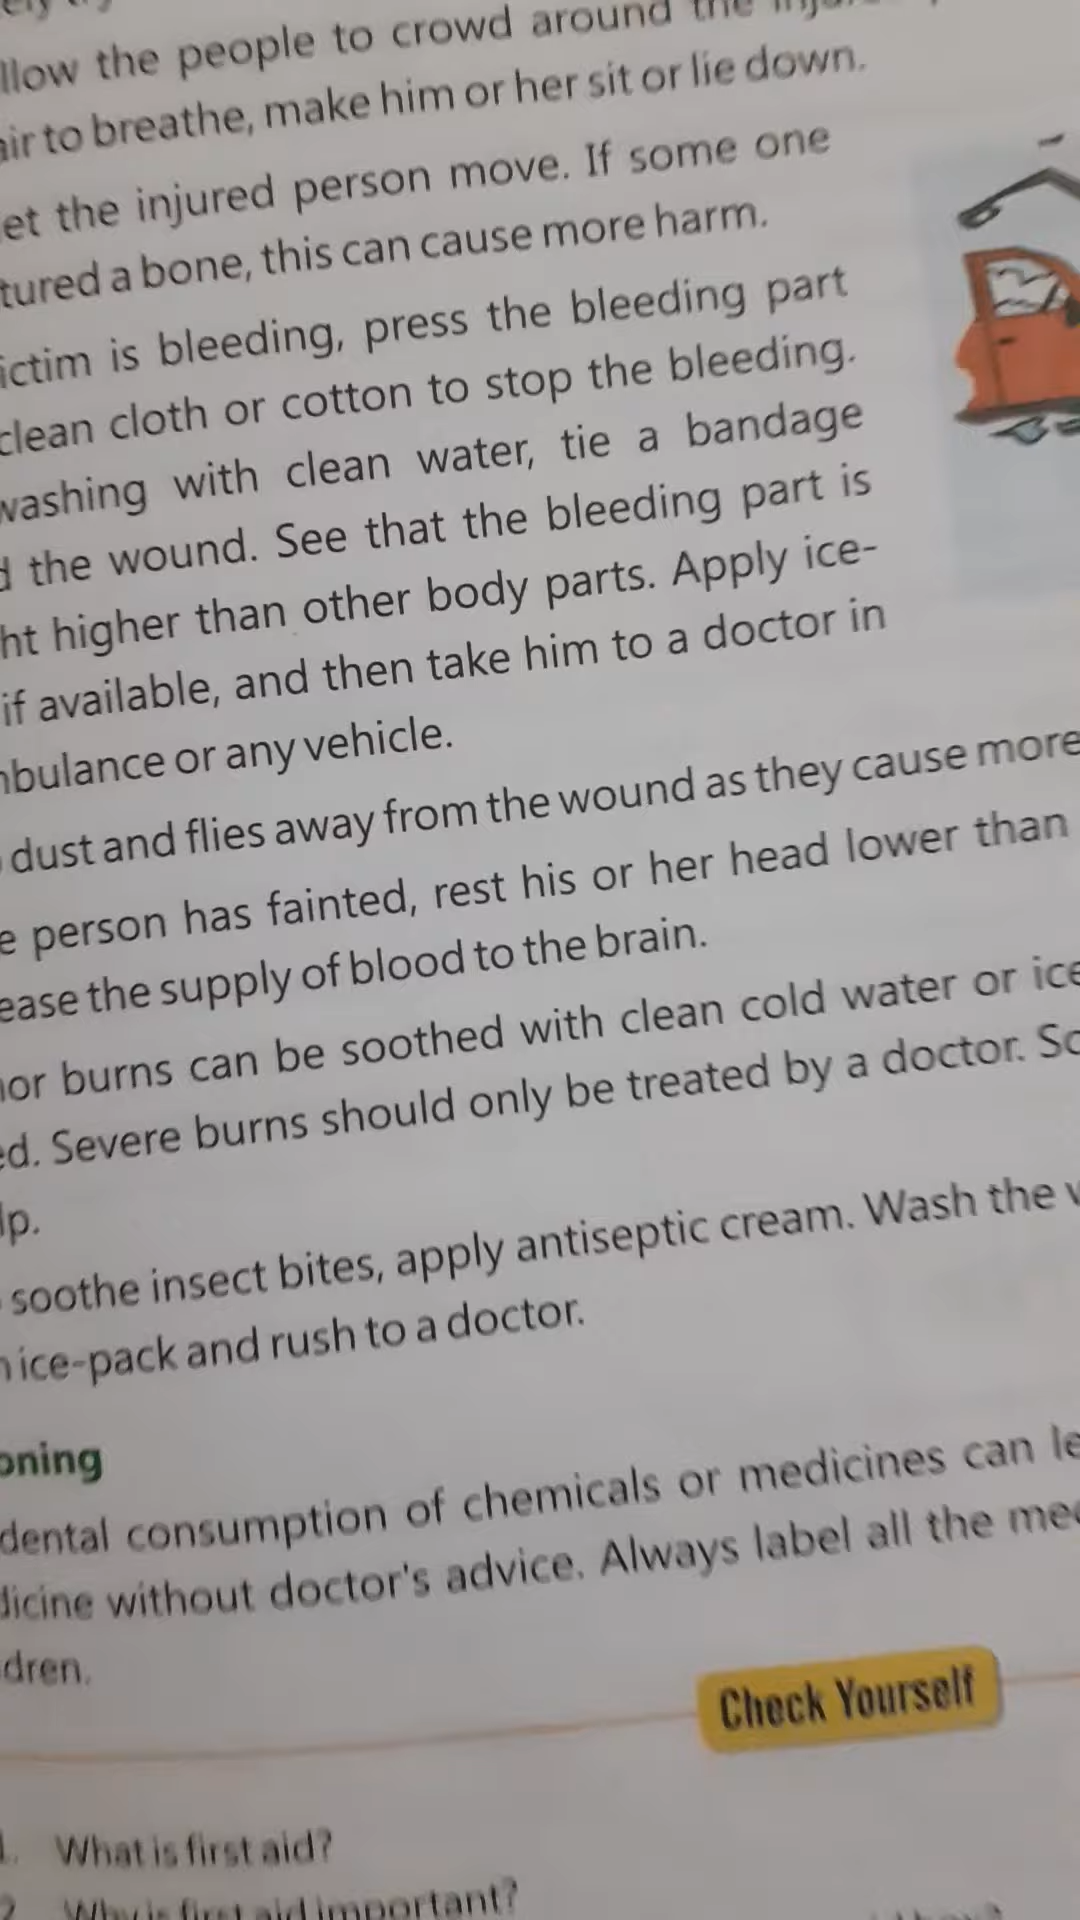 llow the people to crowd around the
air to breathe, make him or her sit or lie down.
et the injured person move. If some one
tured a bone, this can cause more harm.
ictim is bleeding, press the bleeding part
clean cloth or cotton to stop the bleeding.
washing with clean water, tie a bandage
d the wound. See that the bleeding part is
ht higher than other body parts. Apply ice-
if available, and then take him to a doctor in
mbulance or any vehicle.
dust and flies away from the wound as they cause more
e person has fainted, rest his or her head lower than
ease the supply of blood to the brain.
nor burns can be soothed with clean cold water or ice
ed. Severe burns should only be treated by a doctor. So
lp.
soothe insect bites, apply antiseptic cream. Wash the
n ice-pack and rush to a doctor.
oning
dental consumption of chemicals or medicines can le
dicine without doctor's advice. Always label all the med
dren.
Check Yourself
1. What is first aid?
2. Why is first aid important?